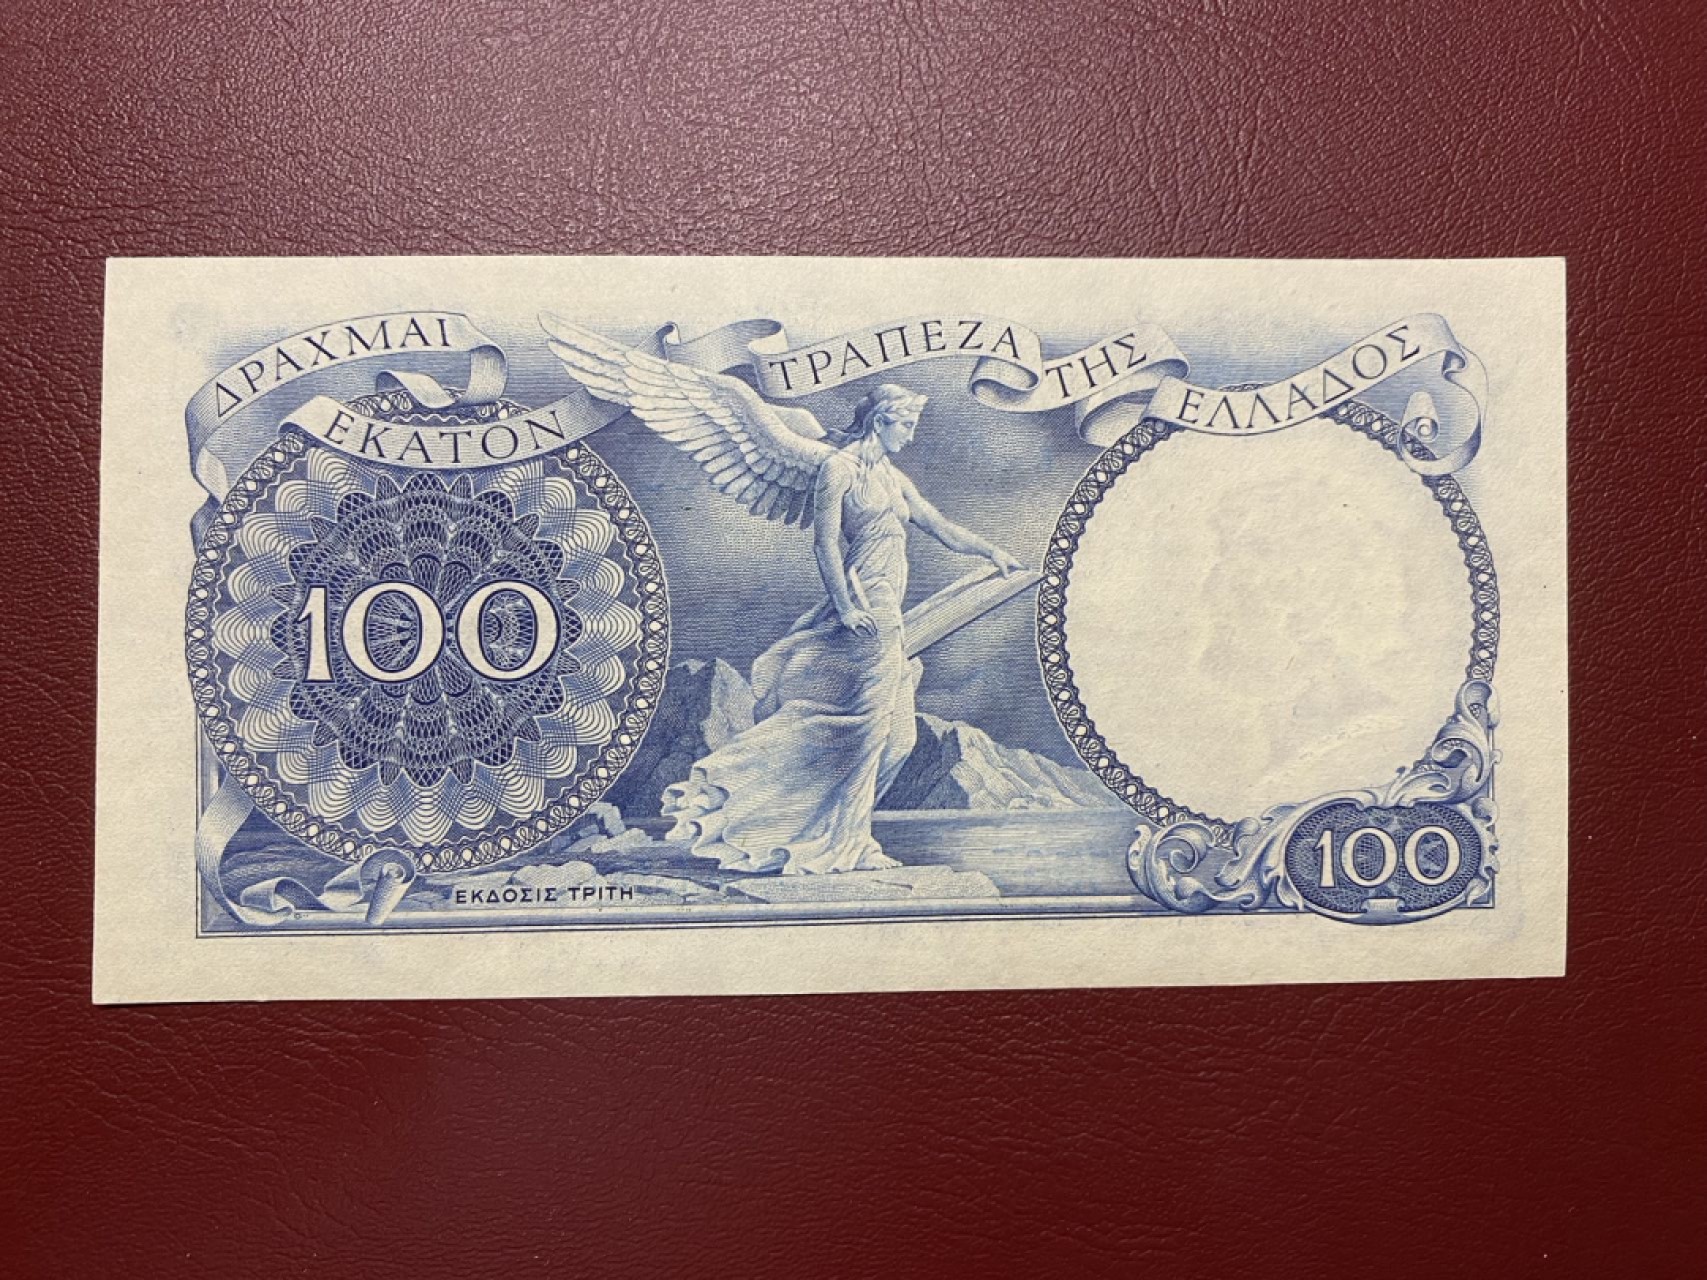 ΔΡΑΧΜΑΙ
ΕΚΑΤΟΝ
ΤΡΑΠΕΖΑ ΤΗΣ ΕΛΛΑΔΟΣ
100
100
ΕΚΔΟΣΙΣ ΤΡΙΤΗ